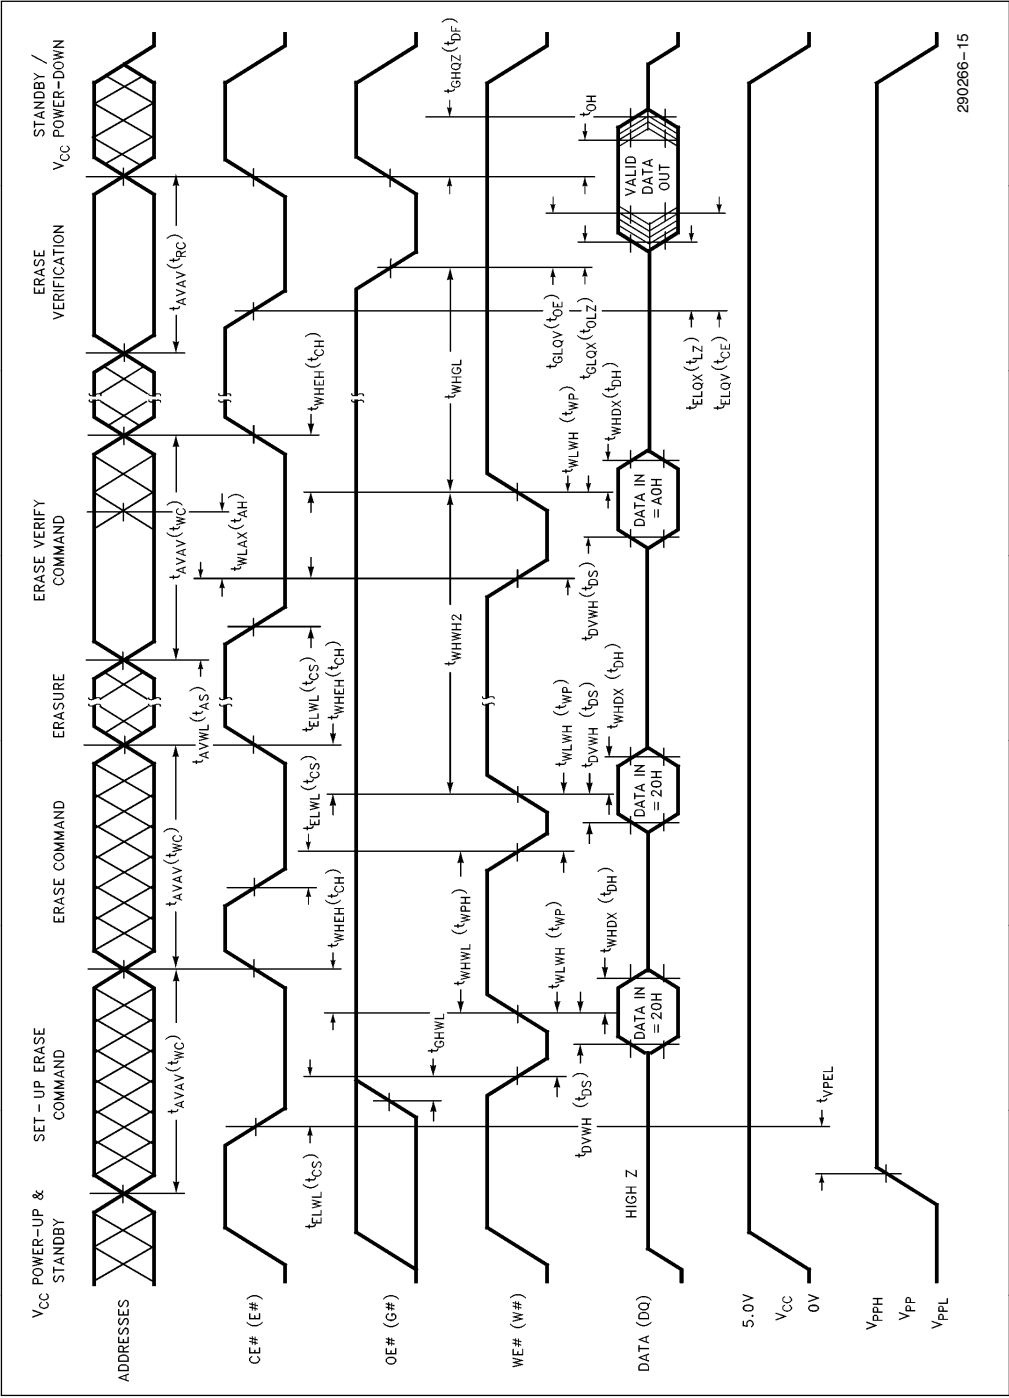 VCC POWER-UP &
STANDBY
SET-UP ERASE
COMMAND
ERASE COMMAND
ERASURE
ERASE VERIFY
COMMAND
ERASE
VERIFICATION
STANDBY /
VCC POWER-DOWN
ADDRESSES
tAVAV(tWC)
tAVAV(tWC)
tAVWL(tAS)
tAVAV(tWC)
tWLAX(tAH)
tAVAV(tRC)
CE# (E#)
tELWL(tCS)
tWHEH(tCH)
tELWL(tCS)
tWHEH(tCH)
tELWL(tCS)
tWHEH(tCH)
OE# (G#)
tGHWL
tWHWL (tWPH)
tWHWH2
tWHGL
tGHQZ(tDF)
WE# (W#)
tDVWH (tDS)
tWLWH (tWP)
tWHDX (tDH)
tWLWH (tWP)
tDVWH (tDS)
tWHDX (tDH)
tDVWH(tDS)
tWLWH (tWP)
tWHDX(tDH)
tGLQV(tOE)
tGLQX(tOLZ)
tOH
DATA (DQ)
HIGH Z
DATA IN
= 20H
DATA IN
= 20H
DATA IN
= A0H
VALID
DATA
OUT
tELQX(tLZ)
tELQV(tCE)
5.0V
VCC
0V
tVPEL
VPPH
VPP
VPPL
290266-15